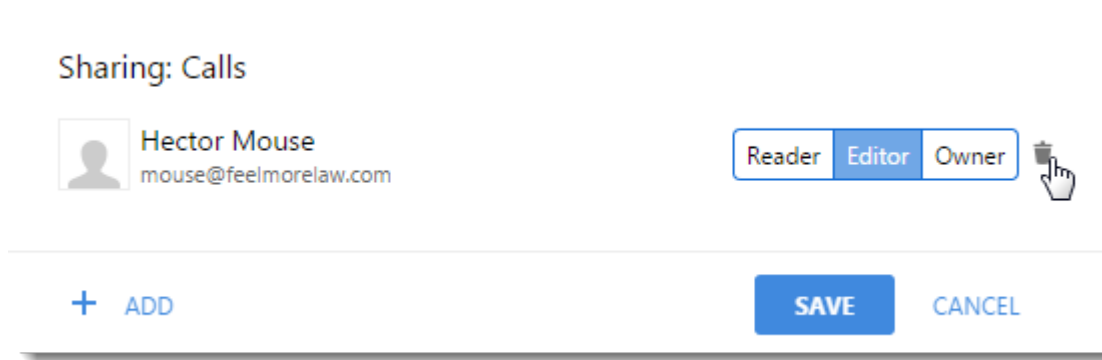 Sharing: Calls
Hector Mouse
mouse@feelmorelaw.com
Reader Editor Owner
ADD SAVE CANCEL